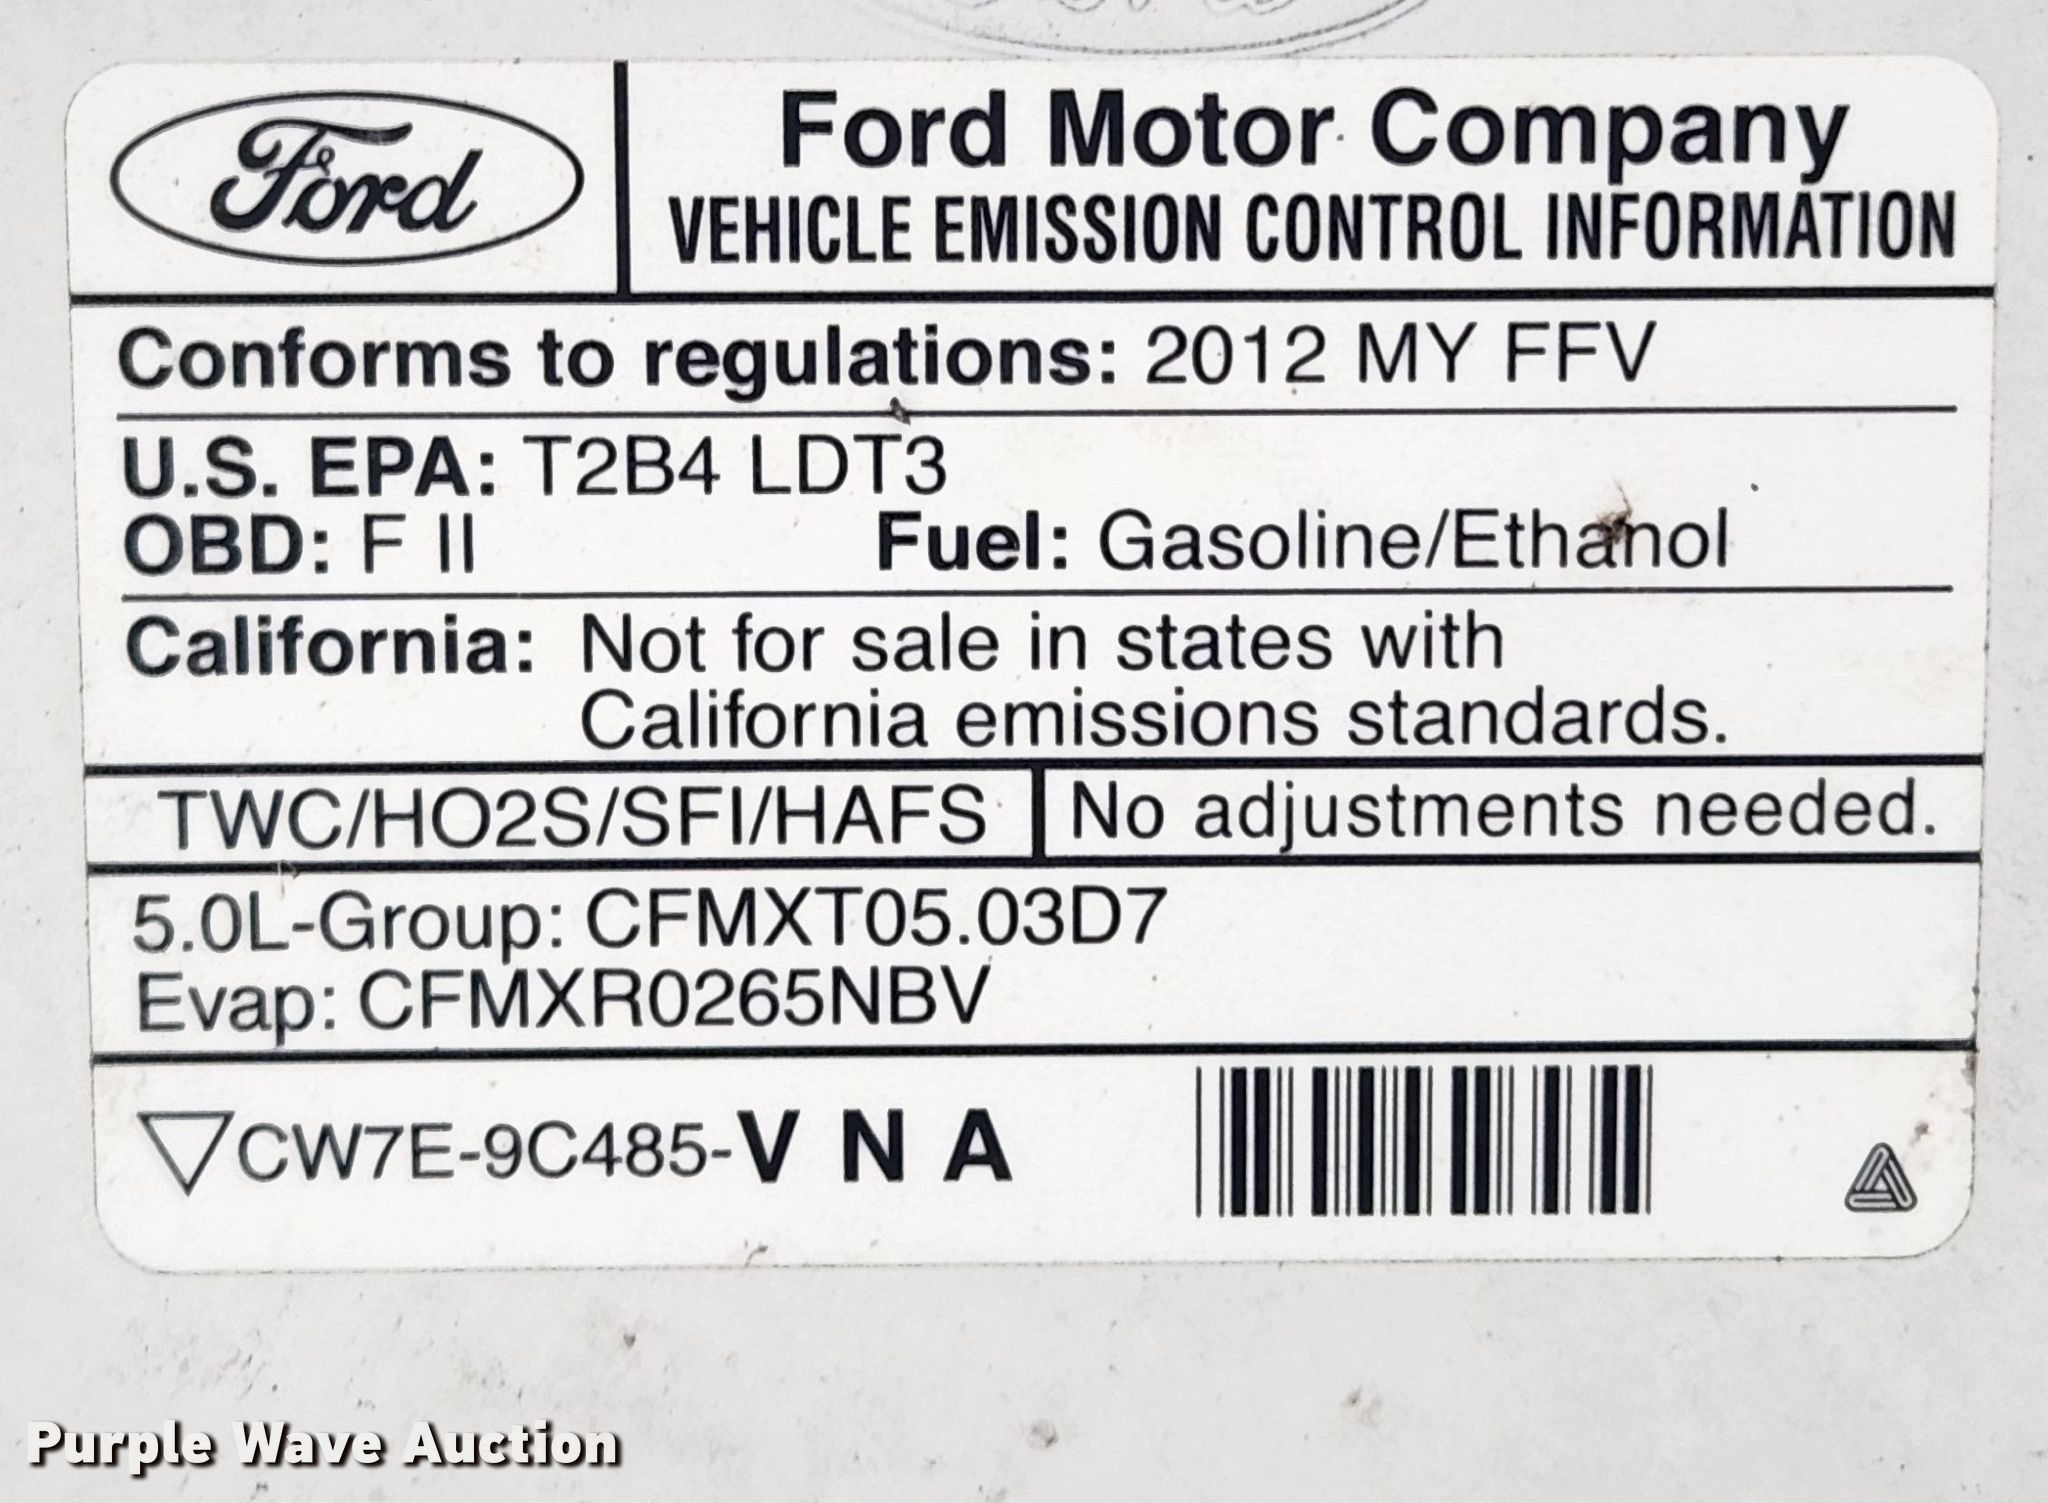 Ford
Ford Motor Company
VEHICLE EMISSION CONTROL INFORMATION
Conforms to regulations: 2012 MY FFV
U.S. EPA: T2B4 LDT3
OBD: F II Fuel: Gasoline/Ethanol
California: Not for sale in states with
California emissions standards.
TWC/HO2S/SFI/HAFS No adjustments needed.
5.0L-Group: CFMXT05.03D7
Evap: CFMXR0265NBV
CW7E-9C485-V N A
Purple Wave Auction